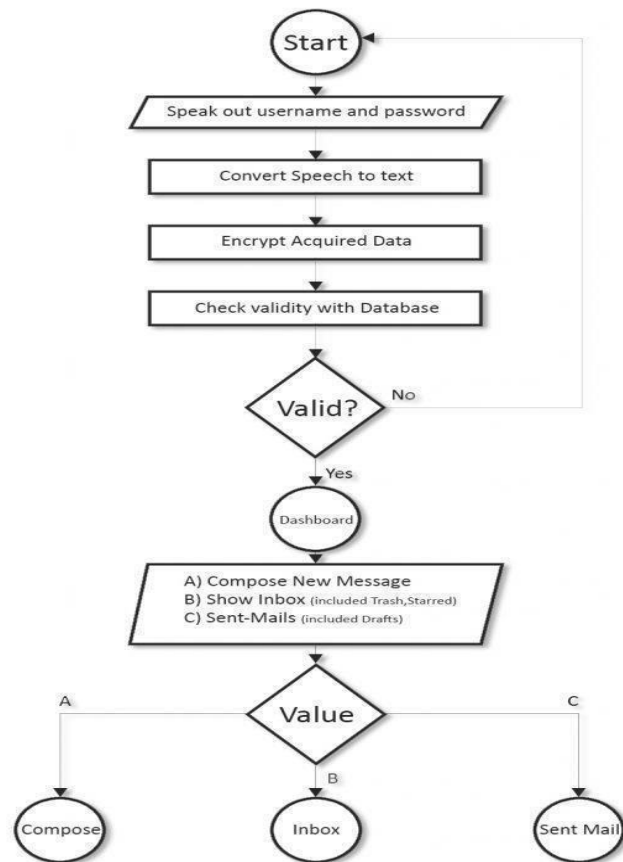 Start
Speak out username and password
Convert Speech to text
Encrypt Acquired Data
Check validity with Database
Valid?
No
Yes
Dashboard
A) Compose New Message
B) Show Inbox (included Trash,Starred)
C) Sent-Mails (included Drafts)
A
Value
C
B
Compose
Inbox
Sent Mail